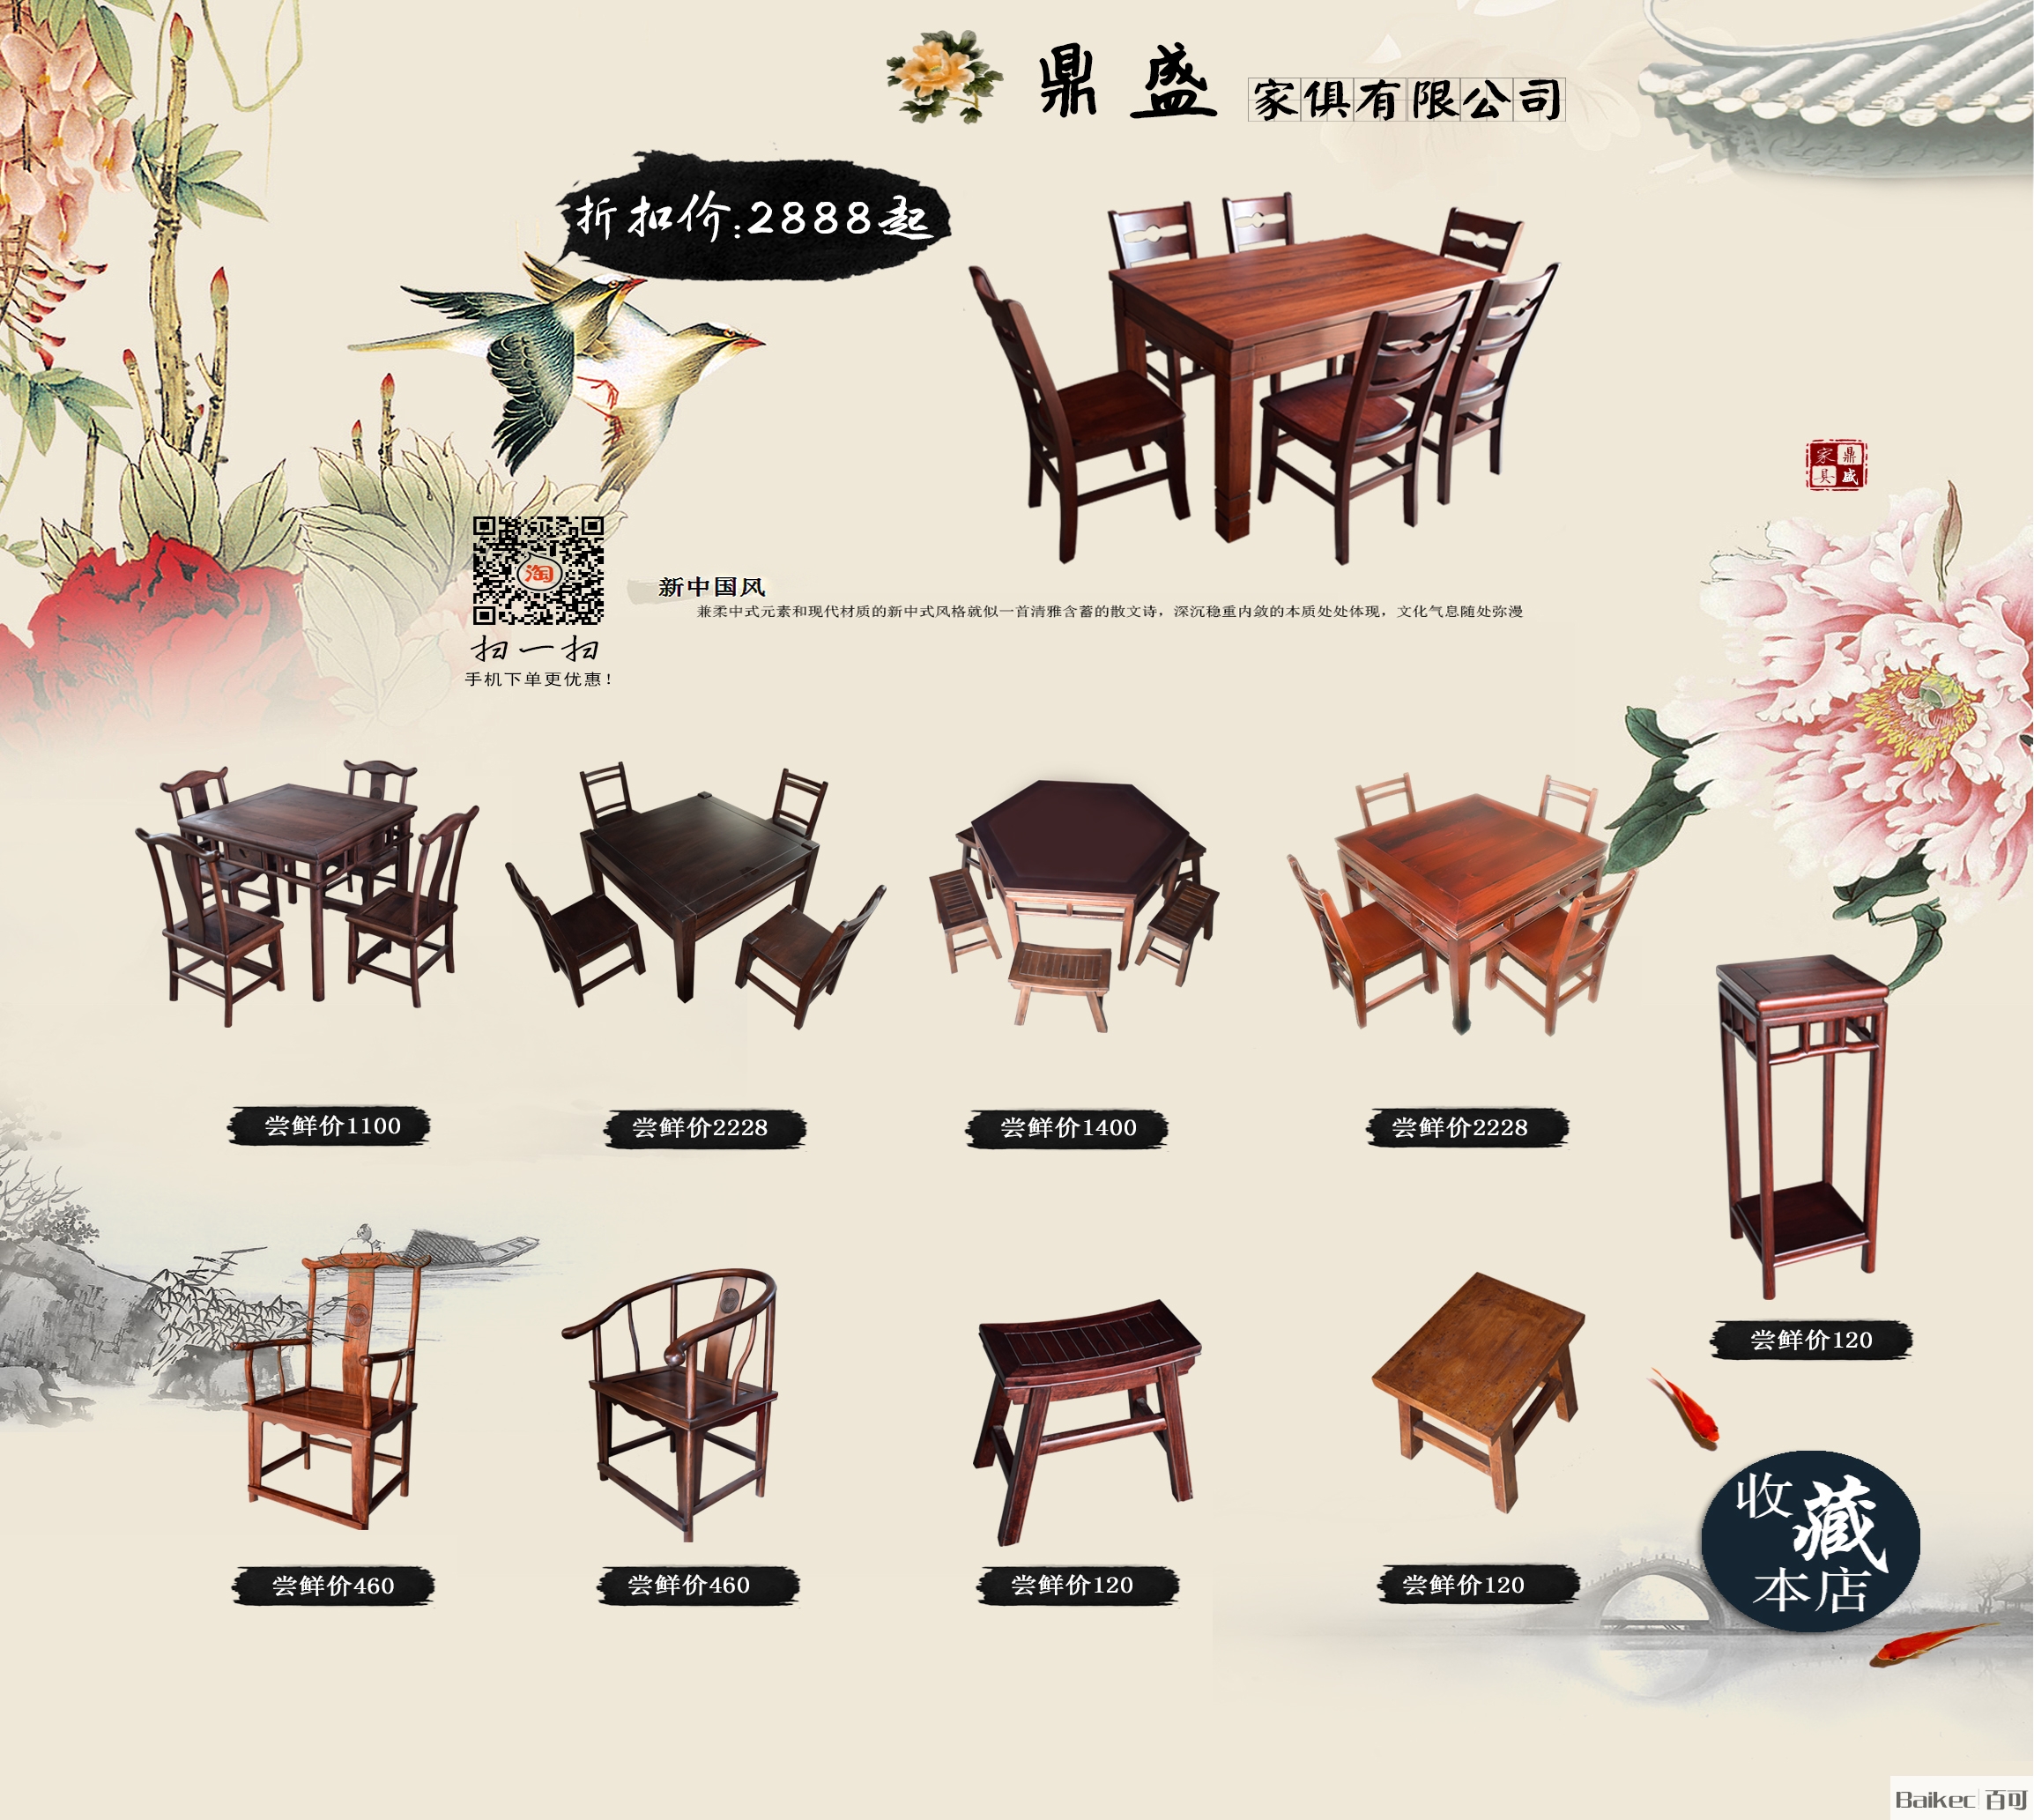 鼎盛 家俱有限公司
折扣价:2888起
家鼎
具盛
淘
扫一扫
手机下单更优惠!
新中国风
兼柔中式元素和现代材质的新中式风格就似一首清雅含蓄的散文诗，深沉稳重内敛的本质处处体现，文化气息随处弥漫
尝鲜价1100
尝鲜价2228
尝鲜价1400
尝鲜价2228
尝鲜价120
尝鲜价460
尝鲜价460
尝鲜价120
尝鲜价120
收藏
本店
Baikec 百可